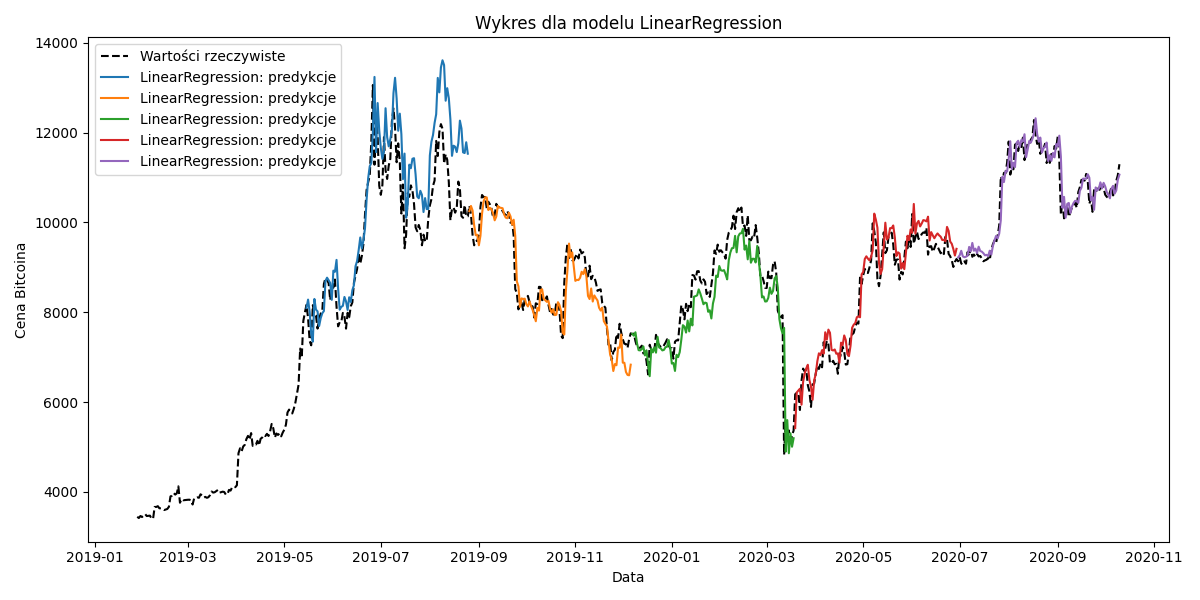 Wykres dla modelu LinearRegression
Wartości rzeczywiste
LinearRegression: predykcje
LinearRegression: predykcje
LinearRegression: predykcje
LinearRegression: predykcje
LinearRegression: predykcje
Cena Bitcoina
14000
12000
10000
8000
6000
4000
2019-01 2019-03 2019-05 2019-07 2019-09 2019-11 2020-01 2020-03 2020-05 2020-07 2020-09 2020-11
Data